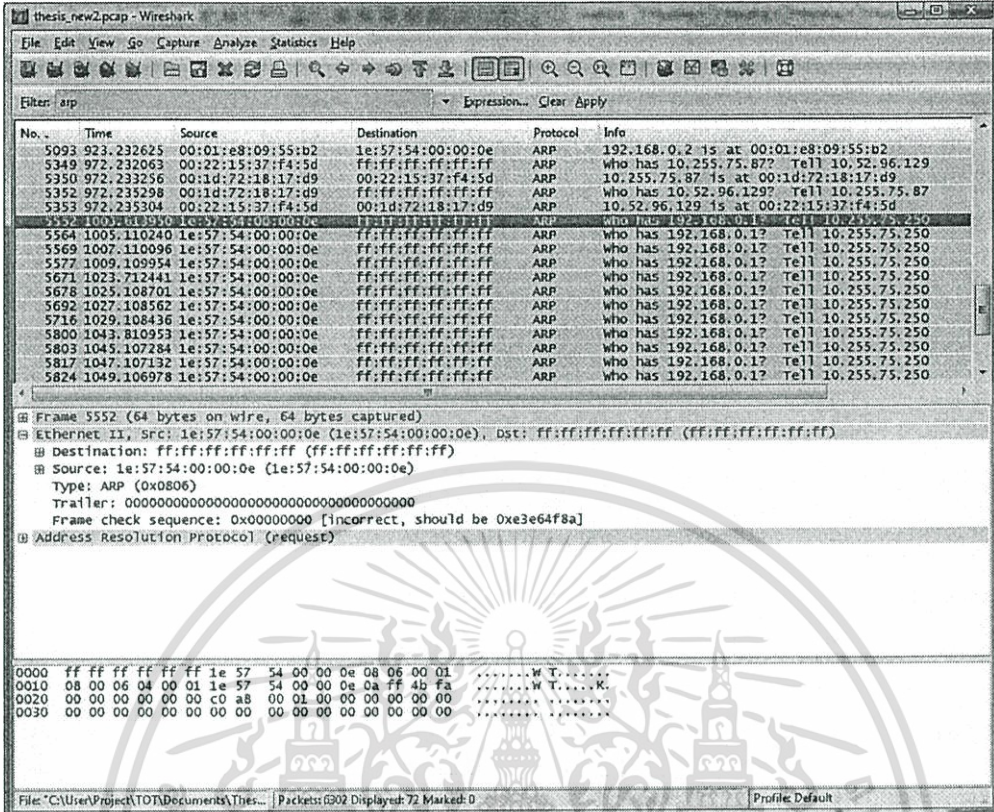 thesis_new2.pcap - Wireshark
File Edit View Go Capture Analyze Statistics Help
Filter: arp Expression... Clear Apply
No. . Time Source Destination Protocol Info
5093 923.232625 00:01:e8:09:55:b2 1e:57:54:00:00:0e ARP 192.168.0.2 is at 00:01:e8:09:55:b2
5349 972.232063 00:22:15:37:f4:5d ff:ff:ff:ff:ff:ff ARP who has 10.255.75.87? Tell 10.52.96.129
5350 972.233256 00:1d:72:18:17:d9 00:22:15:37:f4:5d ARP 10.255.75.87 is at 00:1d:72:18:17:d9
5352 972.235298 00:1d:72:18:17:d9 ff:ff:ff:ff:ff:ff ARP who has 10.52.96.129? Tell 10.255.75.87
5353 972.235304 00:22:15:37:f4:5d 00:1d:72:18:17:d9 ARP 10.52.96.129 is at 00:22:15:37:f4:5d
5552 1003.613950 1e:57:54:00:00:0e ff:ff:ff:ff:ff:ff ARP who has 192.168.0.1? Tell 10.255.75.250
5564 1005.110240 1e:57:54:00:00:0e ff:ff:ff:ff:ff:ff ARP who has 192.168.0.1? Tell 10.255.75.250
5569 1007.110096 1e:57:54:00:00:0e ff:ff:ff:ff:ff:ff ARP who has 192.168.0.1? Tell 10.255.75.250
5577 1009.109954 1e:57:54:00:00:0e ff:ff:ff:ff:ff:ff ARP who has 192.168.0.1? Tell 10.255.75.250
5671 1023.712441 1e:57:54:00:00:0e ff:ff:ff:ff:ff:ff ARP who has 192.168.0.1? Tell 10.255.75.250
5678 1025.108701 1e:57:54:00:00:0e ff:ff:ff:ff:ff:ff ARP who has 192.168.0.1? Tell 10.255.75.250
5692 1027.108562 1e:57:54:00:00:0e ff:ff:ff:ff:ff:ff ARP who has 192.168.0.1? Tell 10.255.75.250
5716 1029.108436 1e:57:54:00:00:0e ff:ff:ff:ff:ff:ff ARP who has 192.168.0.1? Tell 10.255.75.250
5800 1043.810953 1e:57:54:00:00:0e ff:ff:ff:ff:ff:ff ARP who has 192.168.0.1? Tell 10.255.75.250
5803 1045.107284 1e:57:54:00:00:0e ff:ff:ff:ff:ff:ff ARP who has 192.168.0.1? Tell 10.255.75.250
5817 1047.107132 1e:57:54:00:00:0e ff:ff:ff:ff:ff:ff ARP who has 192.168.0.1? Tell 10.255.75.250
5824 1049.106978 1e:57:54:00:00:0e ff:ff:ff:ff:ff:ff ARP who has 192.168.0.1? Tell 10.255.75.250
Frame 5552 (64 bytes on wire, 64 bytes captured)
Ethernet II, Src: 1e:57:54:00:00:0e (1e:57:54:00:00:0e), Dst: ff:ff:ff:ff:ff:ff (ff:ff:ff:ff:ff:ff)
Destination: ff:ff:ff:ff:ff:ff (ff:ff:ff:ff:ff:ff)
Source: 1e:57:54:00:00:0e (1e:57:54:00:00:0e)
Type: ARP (0x0806)
Trailer: 000000000000000000000000000000000000
Frame check sequence: 0x00000000 [incorrect, should be 0xe3e64f8a]
Address Resolution Protocol (request)
0000 ff ff ff ff ff ff 1e 57 54 00 00 0e 08 06 00 01 .......W T.......
0010 08 00 06 04 00 01 1e 57 54 00 00 0e 0a ff 4b fa .......W T.....K.
0020 00 00 00 00 00 00 c0 a8 00 01 00 00 00 00 00 00 ........ ........
0030 00 00 00 00 00 00 00 00 00 00 00 00 00 00 00 00 ........ ........
File: "C:\User\Project\TOT\Documents\Thes... Packets: 6302 Displayed: 72 Marked: 0 Profile: Default